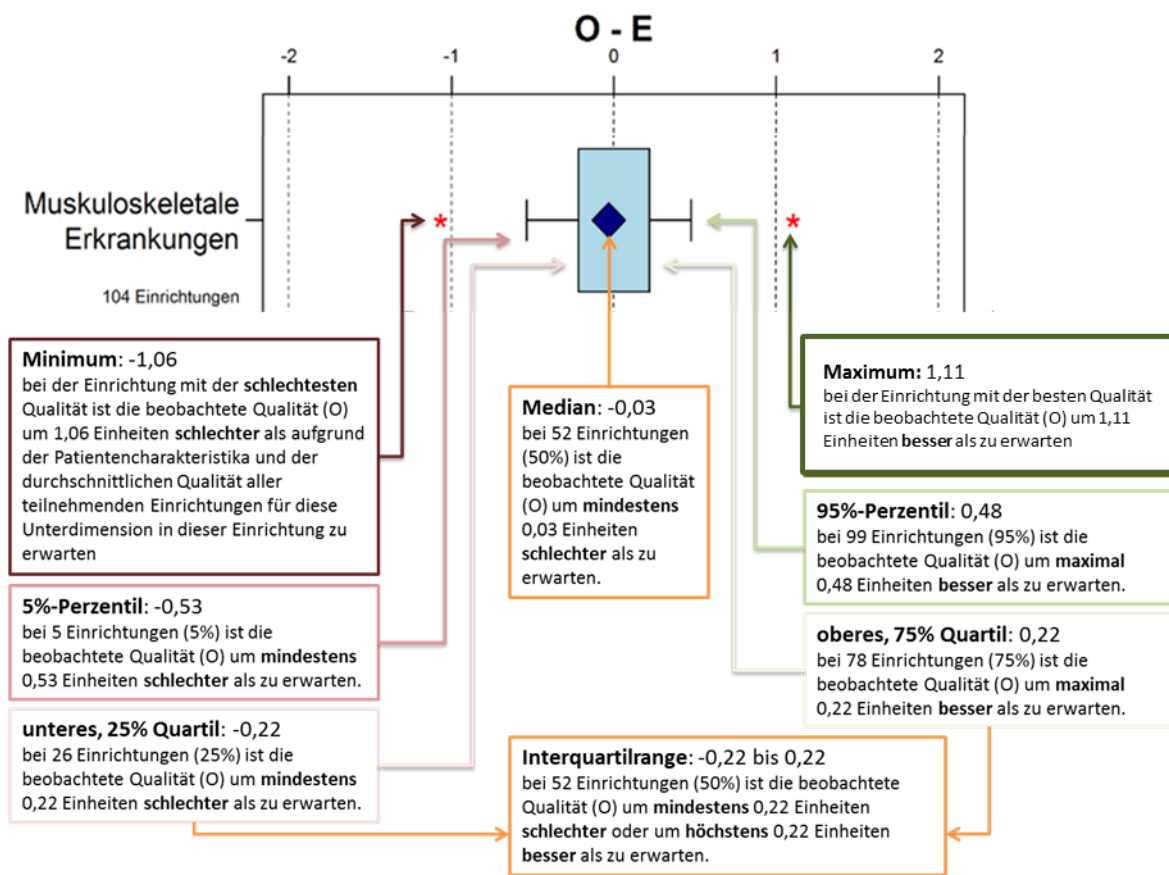 O - E
-2
-1
0
1
2
Muskuloskeletale
Erkrankungen
104 Einrichtungen
*
*
Minimum: -1,06
bei der Einrichtung mit der schlechtesten
Qualität ist die beobachtete Qualität (O)
um 1,06 Einheiten schlechter als aufgrund
der Patientencharakteristika und der
durchschnittlichen Qualität aller
teilnehmenden Einrichtungen für diese
Unterdimension in dieser Einrichtung zu
erwarten
5%-Perzentil: -0,53
bei 5 Einrichtungen (5%) ist die
beobachtete Qualität (O) um mindestens
0,53 Einheiten schlechter als zu erwarten.
unteres, 25% Quartil: -0,22
bei 26 Einrichtungen (25%) ist die
beobachtete Qualität (O) um mindestens
0,22 Einheiten schlechter als zu erwarten.
Median: -0,03
bei 52 Einrichtungen
(50%) ist die
beobachtete Qualität
(O) um mindestens
0,03 Einheiten
schlechter als zu
erwarten.
Maximum: 1,11
bei der Einrichtung mit der besten Qualität
ist die beobachtete Qualität (O) um 1,11
Einheiten besser als zu erwarten
95%-Perzentil: 0,48
bei 99 Einrichtungen (95%) ist die
beobachtete Qualität (O) um maximal
0,48 Einheiten besser als zu erwarten.
oberes, 75% Quartil: 0,22
bei 78 Einrichtungen (75%) ist die
beobachtete Qualität (O) um maximal
0,22 Einheiten besser als zu erwarten.
Interquartilrange: -0,22 bis 0,22
bei 52 Einrichtungen (50%) ist die beobachtete
Qualität (O) um mindestens 0,22 Einheiten
schlechter oder um höchstens 0,22 Einheiten
besser als zu erwarten.